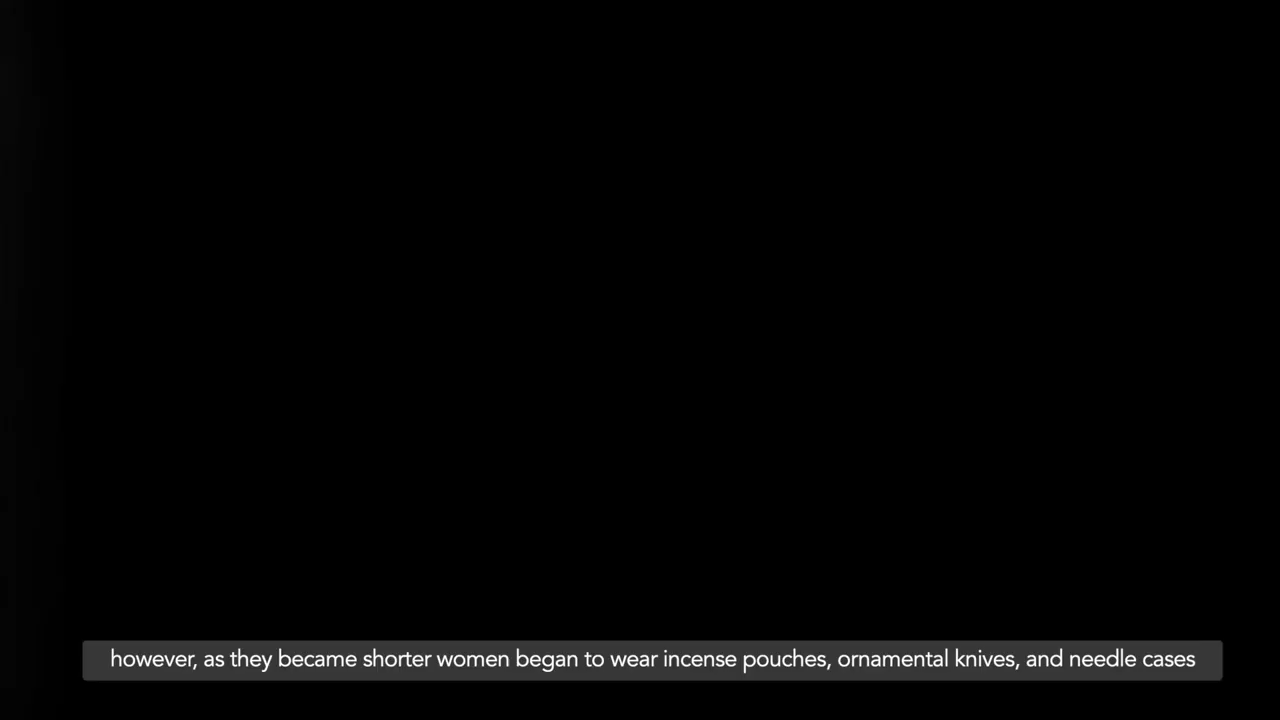 however, as they became shorter women began to wear incense pouches, ornamental knives, and needle cases